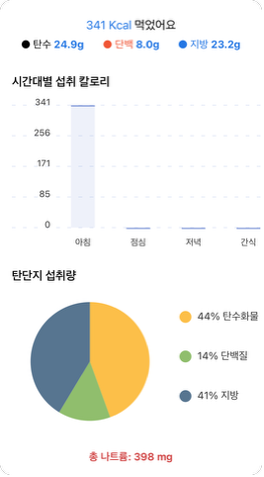 341 Kcal 먹었어요
탄수 24.9g 단백 8.0g 지방 23.2g
시간대별 섭취 칼로리
341
256
171
85
0
아침 점심 저녁 간식
탄단지 섭취량
44% 탄수화물
14% 단백질
41% 지방
총 나트륨: 398 mg